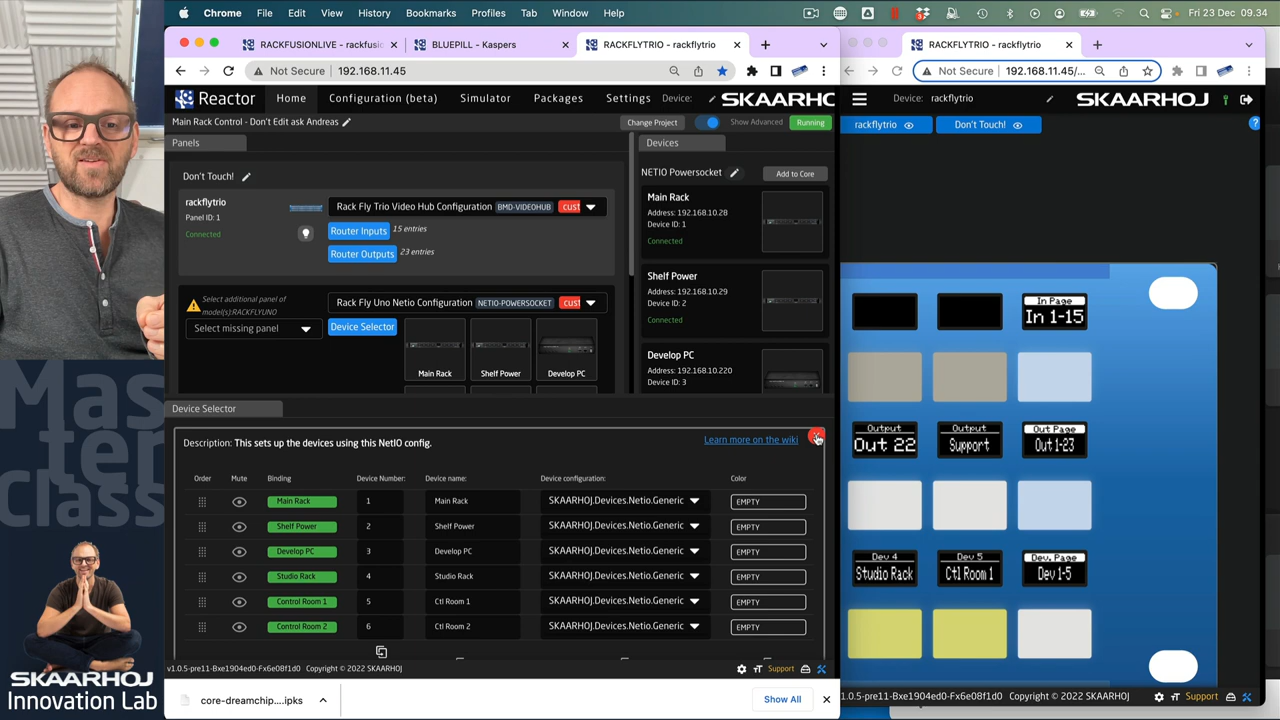 Chrome File Edit View History Bookmarks Profiles Tab Window Help Fri 23 Dec 09.34
RACKFUSIONLIVE - rackfusi BLUEPILL - Kaspers RACKFLYTRIO - rackflytrio
RACKFLYTRIO - rackflytrio
Not Secure 192.168.11.45
Not Secure 192.168.11.45/...
Reactor Home Configuration (beta) Simulator Packages Settings Device: SKAARHOJ
Device: rackflytrio SKAARHOJ
Main Rack Control - Don't Edit ask Andreas Change Project Show Advanced Running
rackflytrio Don't Touch! ?
Panels
Devices
Don't Touch!
NETIO Powersocket Add to Core
rackflytrio
Panel ID: 1
Connected
Rack Fly Trio Video Hub Configuration BMD-VIDEOHUB cust
Router Inputs 15 entries
Router Outputs 23 entries
Main Rack
Address: 192.168.10.28
Device ID: 1
Connected
Select additional panel of
model(s):RACKFLYUNO
Select missing panel
Rack Fly Uno Netio Configuration NETIO-POWERSOCKET cust
Device Selector
Main Rack Shelf Power Develop PC
Shelf Power
Address: 192.168.10.29
Device ID: 2
Connected
Develop PC
Address: 192.168.10.220
Device ID: 3
Device Selector
Description: This sets up the devices using this NetIO config. Learn more on the wiki
Order Mute Binding Device Number: Device name: Device configuration: Color
Main Rack 1 Main Rack SKAARHOJ.Devices.Netio.Generic EMPTY
Shelf Power 2 Shelf Power SKAARHOJ.Devices.Netio.Generic EMPTY
Develop PC 3 Develop PC SKAARHOJ.Devices.Netio.Generic EMPTY
Studio Rack 4 Studio Rack SKAARHOJ.Devices.Netio.Generic EMPTY
Control Room 1 5 Ctl Room 1 SKAARHOJ.Devices.Netio.Generic EMPTY
Control Room 2 6 Ctl Room 2 SKAARHOJ.Devices.Netio.Generic EMPTY
v1.0.5-pre11-Bxe1904ed0-Fx6e08f1d0 Copyright © 2022 SKAARHOJ Support
core-dreamchip....ipks Show All
In Page
In 1-15
Output
Out 22
Output
Support
Out Page
Out 1-23
Dev 4
Studio Rack
Dev 5
Ctl Room 1
Dev. Page
Dev 1-5
1.0.5-pre11-Bxe1904ed0-Fx6e08f1d0 Copyright © 2022 SKAARHOJ Support
Mas
ter
Class
SKAARHOJ
Innovation Lab